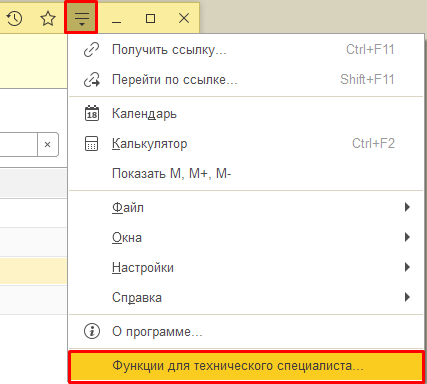 Получить ссылку... Ctrl+F11
Перейти по ссылке... Shift+F11
18 Календарь
Калькулятор Ctrl+F2
Показать M, M+, M-
Файл
Окна
Настройки
Справка
О программе...
Функции для технического специалиста...